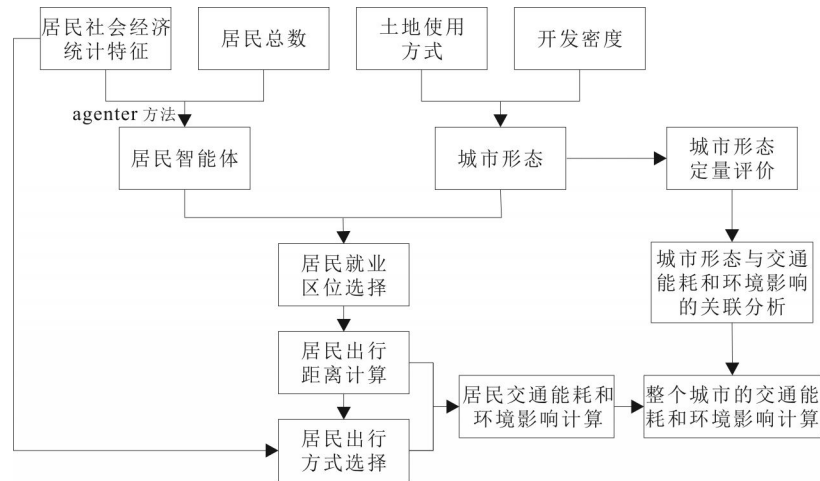 居民社会经济
统计特征
居民总数
土地使用
方式
开发密度
agenter 方法
居民智能体
城市形态
城市形态
定量评价
居民就业
区位选择
城市形态与交通
能耗和环境影响
的关联分析
居民出行
距离计算
居民交通能耗和
环境影响计算
整个城市的交通能
耗和环境影响计算
居民出行
方式选择